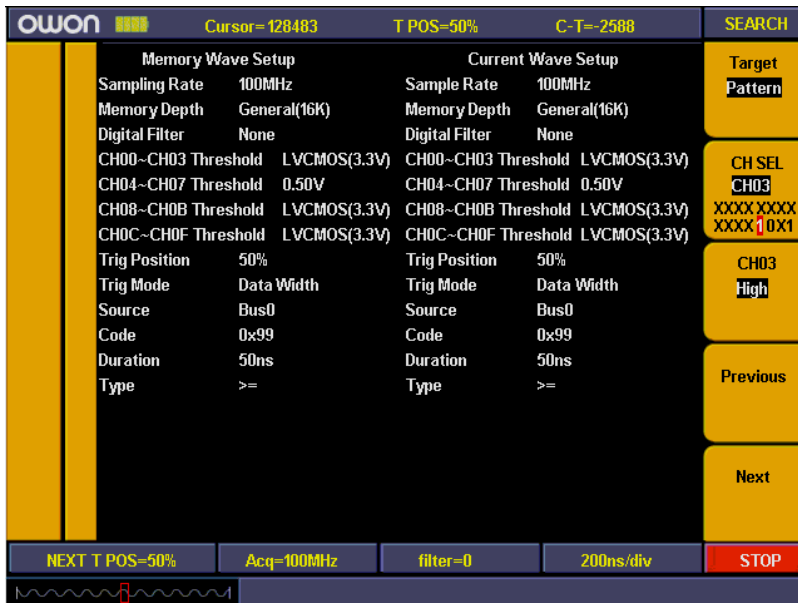 owon Cursor=128483 T POS=50% C-T=-2588 SEARCH
Memory Wave Setup Current Wave Setup
Sampling Rate 100MHz Sample Rate 100MHz
Memory Depth General(16K) Memory Depth General(16K)
Digital Filter None Digital Filter None
CH00~CH03 Threshold LVCMOS(3.3V) CH00~CH03 Threshold LVCMOS(3.3V)
CH04~CH07 Threshold 0.50V CH04~CH07 Threshold 0.50V
CH08~CH0B Threshold LVCMOS(3.3V) CH08~CH0B Threshold LVCMOS(3.3V)
CH0C~CH0F Threshold LVCMOS(3.3V) CH0C~CH0F Threshold LVCMOS(3.3V)
Trig Position 50% Trig Position 50%
Trig Mode Data Width Trig Mode Data Width
Source Bus0 Source Bus0
Code 0x99 Code 0x99
Duration 50ns Duration 50ns
Type >= Type >=
Target
Pattern
CH SEL
CH03
XXXX XXXX
XXXX 10X1
CH03
High
Previous
Next
NEXT T POS=50% Acq=100MHz filter=0 200ns/div STOP